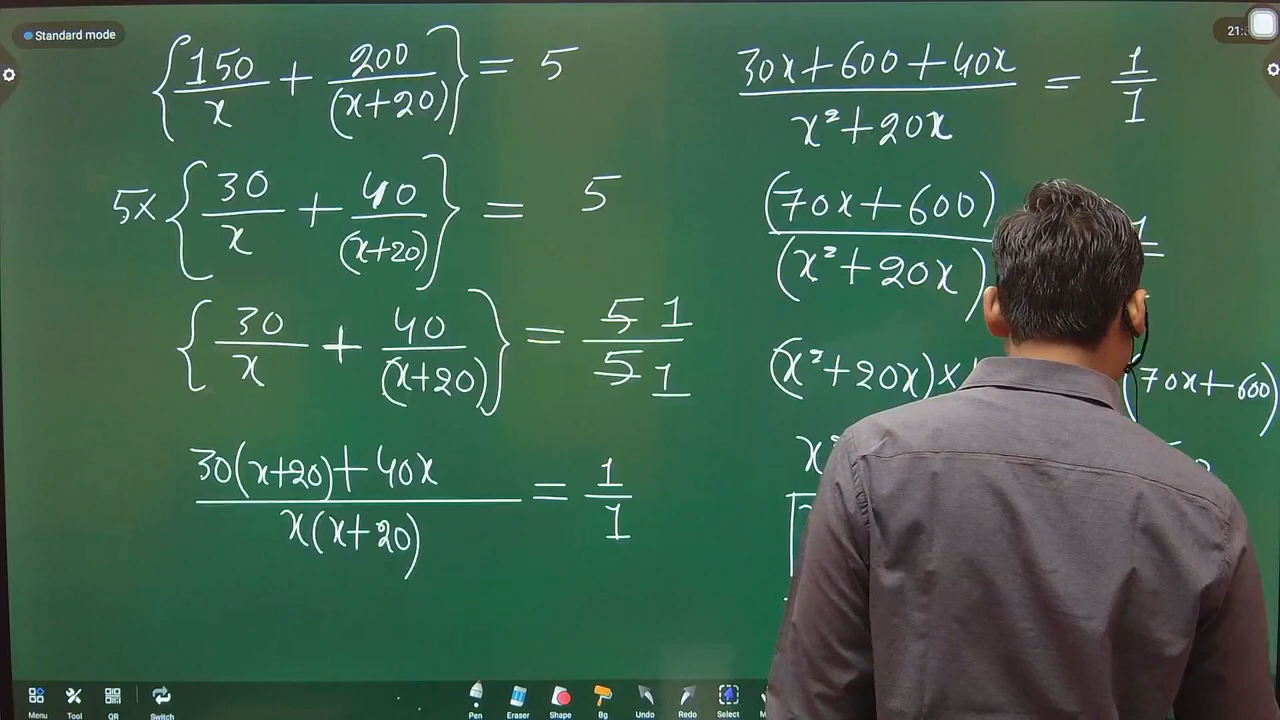 Standard mode
21:
{150/x + 200/(x+20)} = 5
5× {30/x + 40/(x+20)} = 5
{30/x + 40/(x+20)} = 5 1/5 1
30(x+20)+40x/x(x+20) = 1/1
30x+600+40x/x²+20x = 1/1
(70x+600)/(x²+20x)
(x²+20x)× (70x+600)
Menu Tool QR Switch Pen Eraser Shape Bg Undo Redo Select